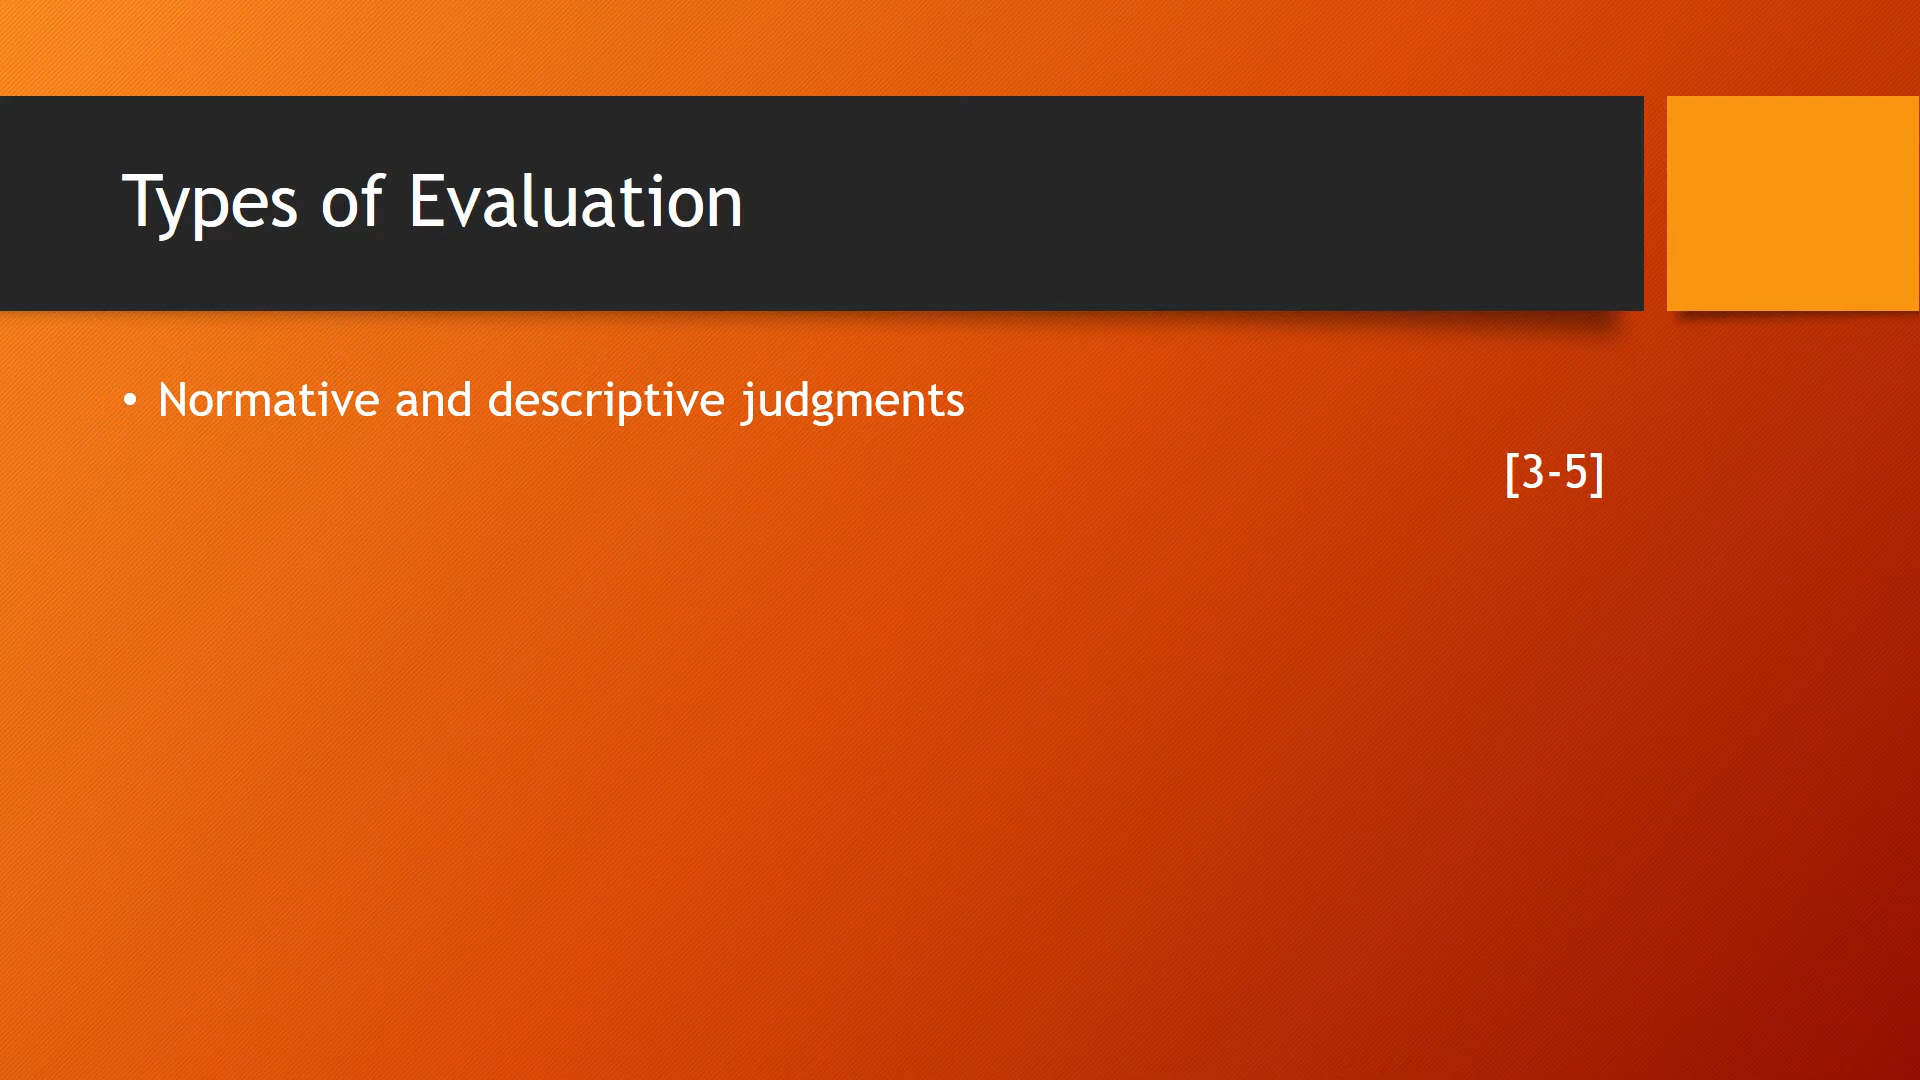 Types of Evaluation
• Normative and descriptive judgments
[3-5]